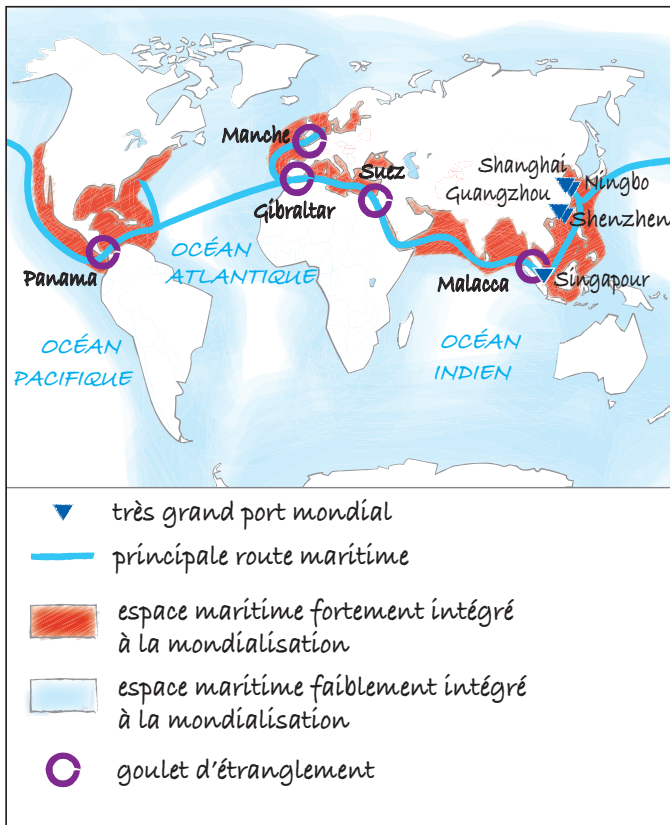 Manche
Suez
Shanghai
Ningbo
Guangzhou
Shenzhen
Gibraltar
OCÉAN
ATLANTIQUE
Panama
Malacca
Singapour
OCÉAN
PACIFIQUE
OCÉAN
INDIEN
très grand port mondial
principale route maritime
espace maritime fortement intégré
à la mondialisation
espace maritime faiblement intégré
à la mondialisation
goulet d'étranglement